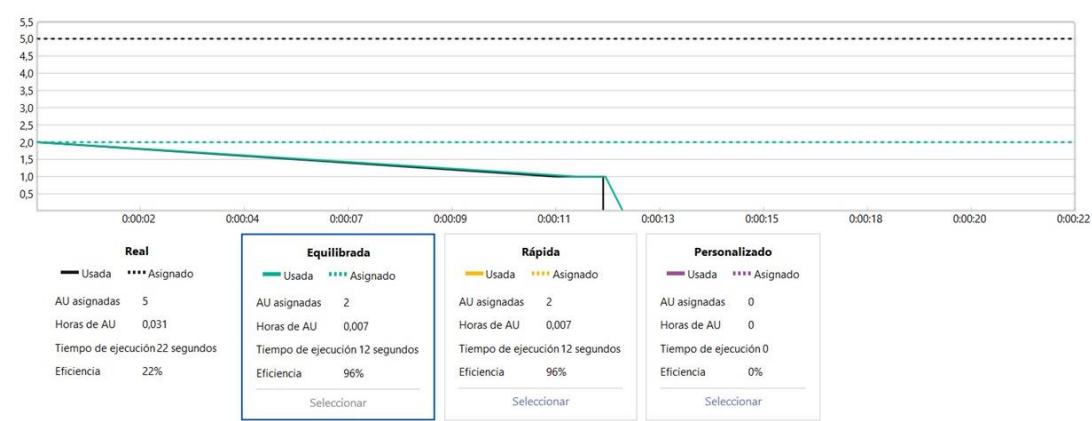 5,5
5,0
4,5
4,0
3,5
3,0
2,5
2,0
1,5
1,0
0,5
0:00:02 0:00:04 0:00:07 0:00:09 0:00:11 0:00:13 0:00:15 0:00:18 0:00:20 0:00:22
Real
Usada Asignado
AU asignadas 5
Horas de AU 0,031
Tiempo de ejecución 22 segundos
Eficiencia 22%
Equilibrada
Usada Asignado
AU asignadas 2
Horas de AU 0,007
Tiempo de ejecución 12 segundos
Eficiencia 96%
Seleccionar
Rápida
Usada Asignado
AU asignadas 2
Horas de AU 0,007
Tiempo de ejecución 12 segundos
Eficiencia 96%
Seleccionar
Personalizado
Usada Asignado
AU asignadas 0
Horas de AU 0
Tiempo de ejecución 0
Eficiencia 0%
Seleccionar